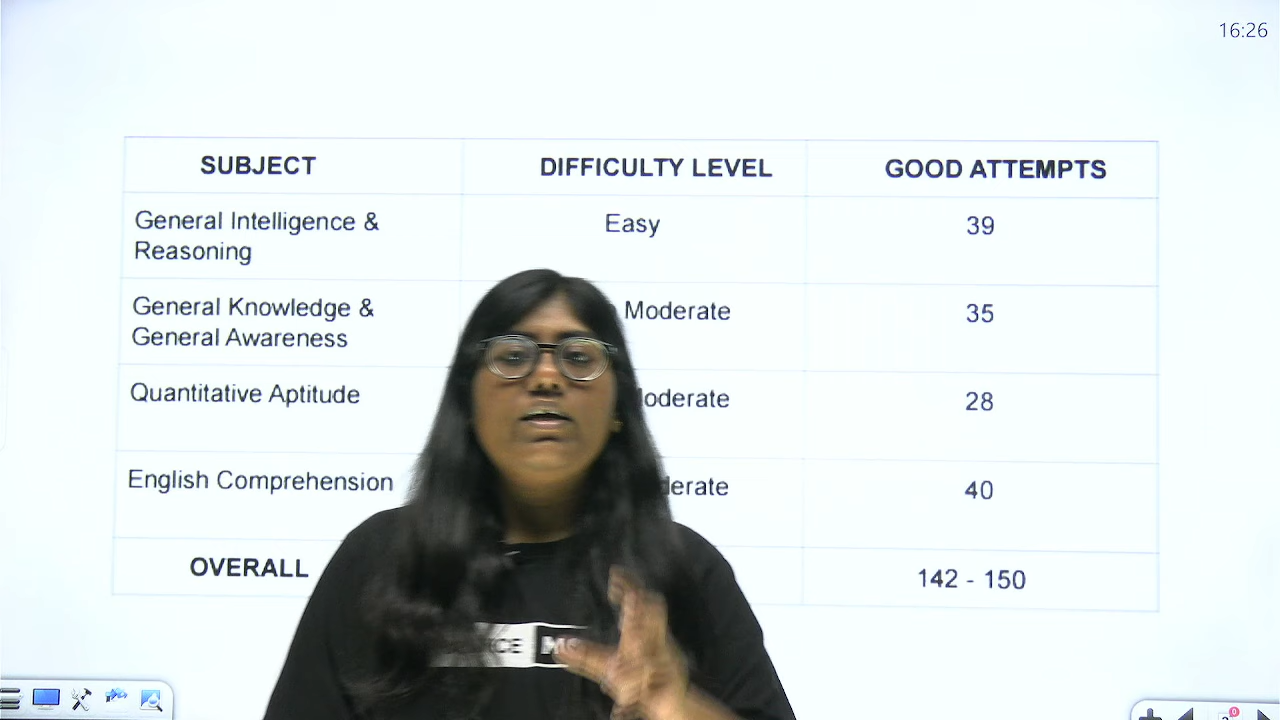 16:26
SUBJECT DIFFICULTY LEVEL GOOD ATTEMPTS
General Intelligence & Easy 39
Reasoning
General Knowledge & Moderate 35
General Awareness
Quantitative Aptitude 28
English Comprehension 40
OVERALL 142 - 150
0